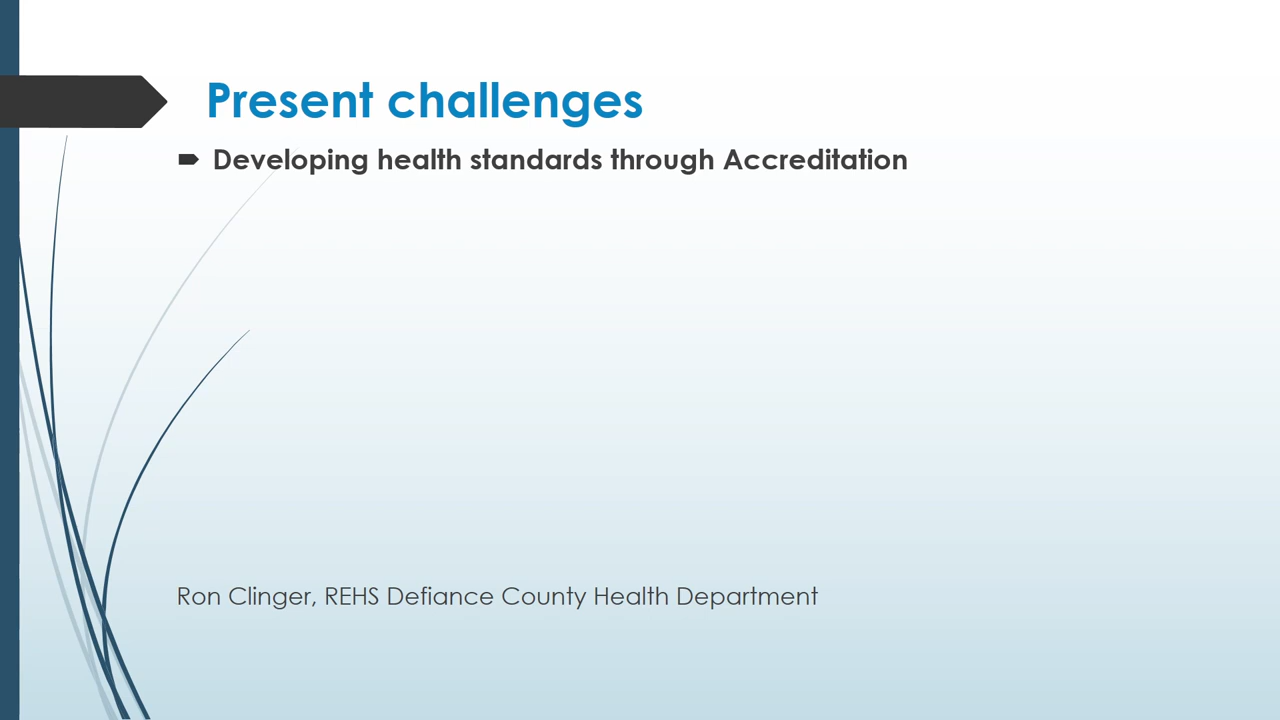 Present challenges
Developing health standards through Accreditation
Ron Clinger, REHS Defiance County Health Department